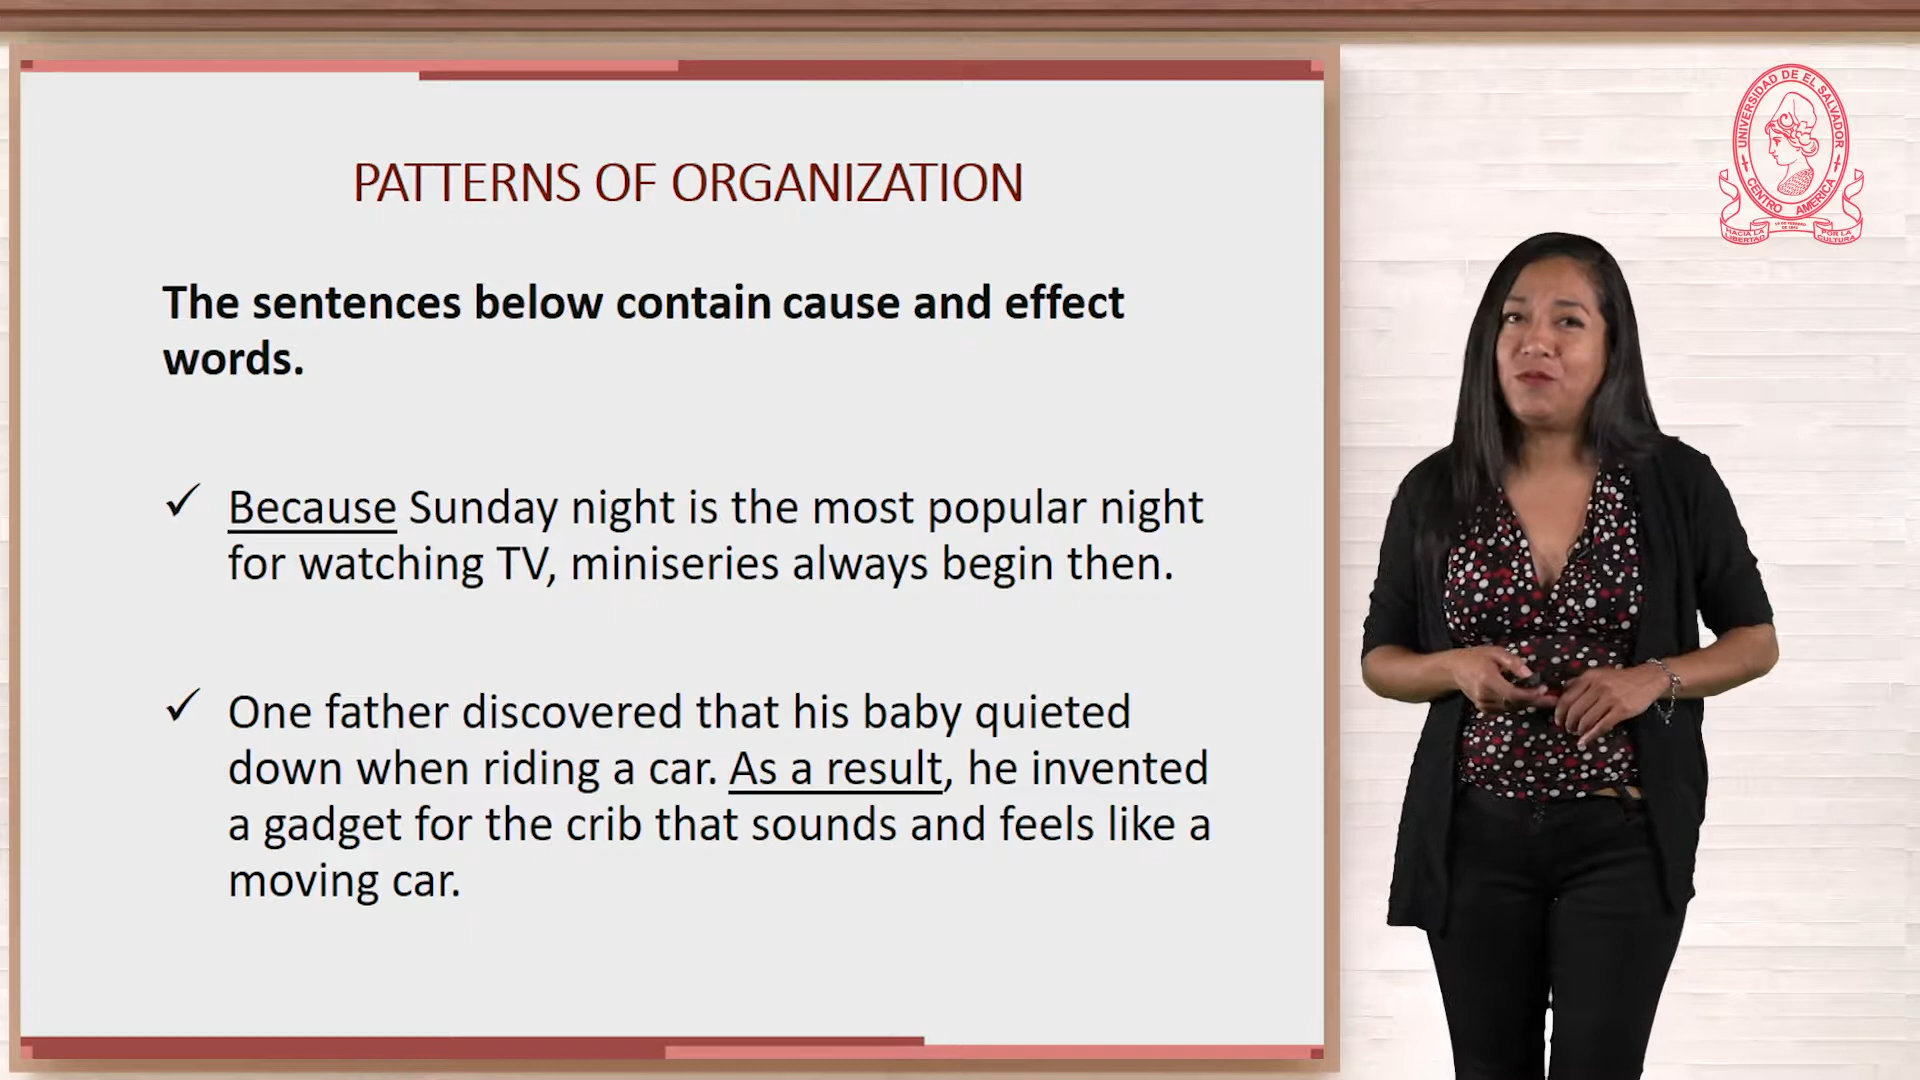 PATTERNS OF ORGANIZATION
The sentences below contain cause and effect
words.
✓ Because Sunday night is the most popular night
for watching TV, miniseries always begin then.
✓ One father discovered that his baby quieted
down when riding a car. As a result, he invented
a gadget for the crib that sounds and feels like a
moving car.
UNIVERSIDAD DE EL SALVADOR
CENTRO AMERICA
HACIA LA
LIBERTAD
POR LA
CULTURA